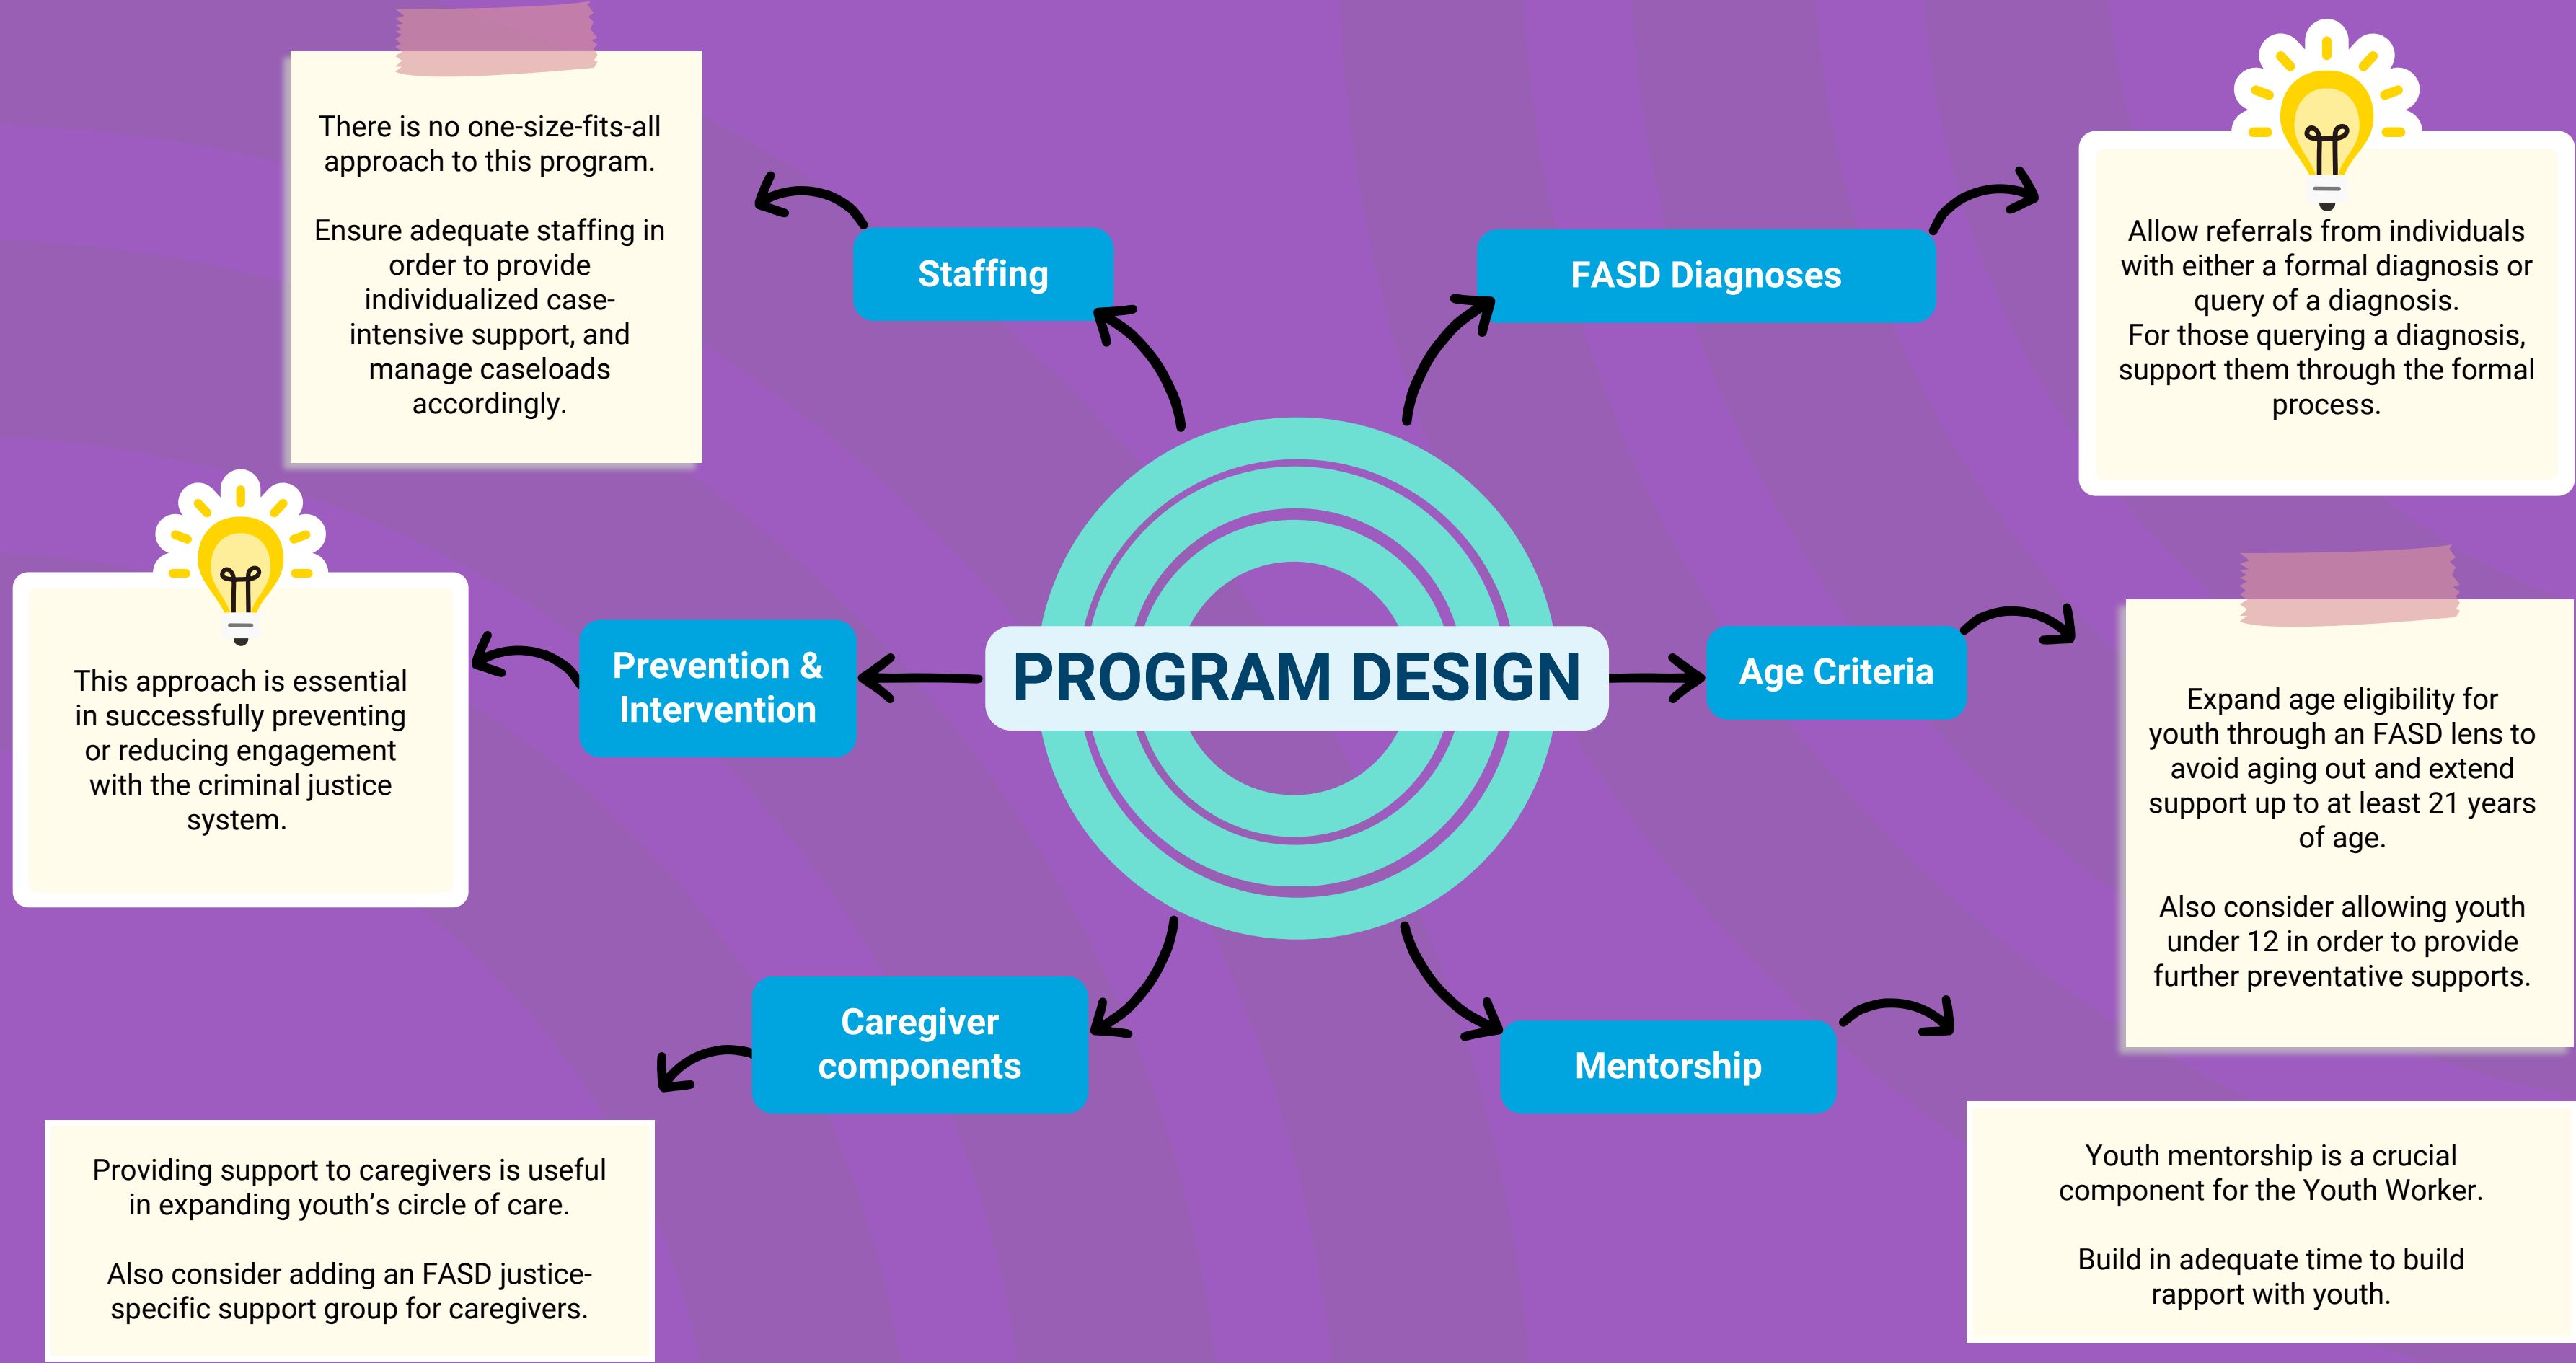 There is no one-size-fits-all
approach to this program.
Ensure adequate staffing in
order to provide
individualized case-
intensive support, and
manage caseloads
accordingly.
Staffing
FASD Diagnoses
Allow referrals from individuals
with either a formal diagnosis or
query of a diagnosis.
For those querying a diagnosis,
support them through the formal
process.
This approach is essential
in successfully preventing
or reducing engagement
with the criminal justice
system.
Prevention &
Intervention
PROGRAM DESIGN
Age Criteria
Expand age eligibility for
youth through an FASD lens to
avoid aging out and extend
support up to at least 21 years
of age.
Also consider allowing youth
under 12 in order to provide
further preventative supports.
Caregiver
components
Mentorship
Providing support to caregivers is useful
in expanding youth’s circle of care.
Also consider adding an FASD justice-
specific support group for caregivers.
Youth mentorship is a crucial
component for the Youth Worker.
Build in adequate time to build
rapport with youth.